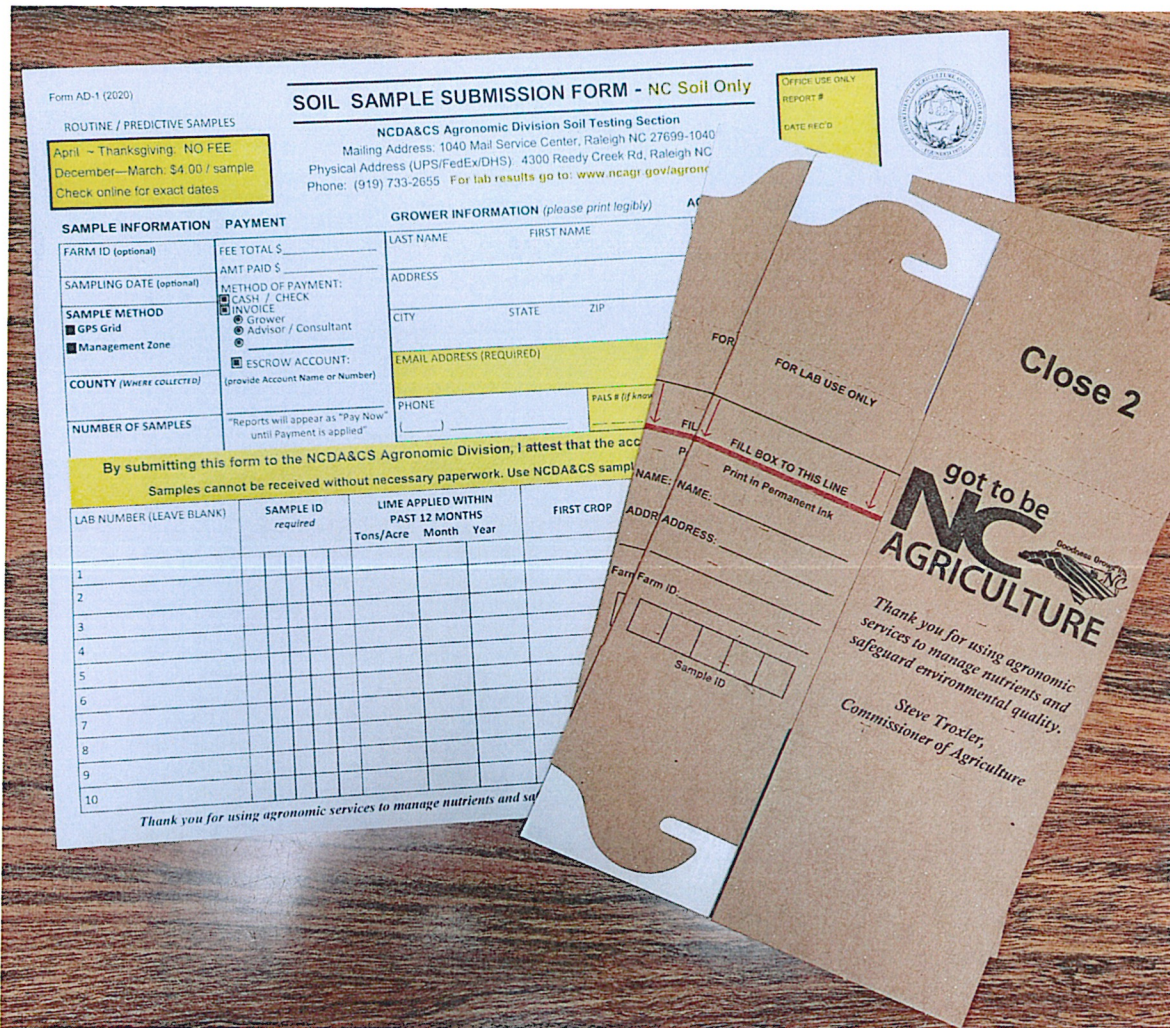 Form AD-1 (2020)
SOIL SAMPLE SUBMISSION FORM - NC Soil Only
OFFICE USE ONLY
REPORT #
DATE REC'D
ROUTINE / PREDICTIVE SAMPLES
April ~ Thanksgiving: NO FEE
December—March: $4.00 / sample
Check online for exact dates
NCDA&CS Agronomic Division Soil Testing Section
Mailing Address: 1040 Mail Service Center, Raleigh NC 27699-1040
Physical Address (UPS/FedEx/DHS) 4300 Reedy Creek Rd, Raleigh NC
Phone: (919) 733-2655 For lab results go to: www.ncagr.gov/agrono
SAMPLE INFORMATION
FARM ID (optional)
SAMPLING DATE (optional)
SAMPLE METHOD
GPS Grid
Management Zone
COUNTY (WHERE COLLECTED)
NUMBER OF SAMPLES
PAYMENT
FEE TOTAL $
AMT PAID $
METHOD OF PAYMENT:
CASH / CHECK
INVOICE
Grower
Advisor / Consultant
ESCROW ACCOUNT:
(provide Account Name or Number)
"Reports will appear as "Pay Now"
until Payment is applied"
GROWER INFORMATION (please print legibly)
LAST NAME FIRST NAME
ADDRESS
CITY STATE ZIP
EMAIL ADDRESS (REQUIRED)
PHONE
( )
PALS # (if know
By submitting this form to the NCDA&CS Agronomic Division, I attest that the acc
Samples cannot be received without necessary paperwork. Use NCDA&CS sampl
LAB NUMBER (LEAVE BLANK)
SAMPLE ID
required
LIME APPLIED WITHIN
PAST 12 MONTHS
Tons/Acre Month Year
FIRST CROP
1
2
3
4
5
6
7
8
9
10
Thank you for using agronomic services to manage nutrients and sa
FOR
FIL
P
NAME:
ADDR
Farm
FOR LAB USE ONLY
FILL BOX TO THIS LINE
Print in Permanent Ink
NAME:
ADDRESS:
Farm ID:
Sample ID
Close 2
got to be
NC
AGRICULTURE
Goodness Grows
NC
Thank you for using agronomic
services to manage nutrients and
safeguard environmental quality.
Steve Troxler,
Commissioner of Agriculture